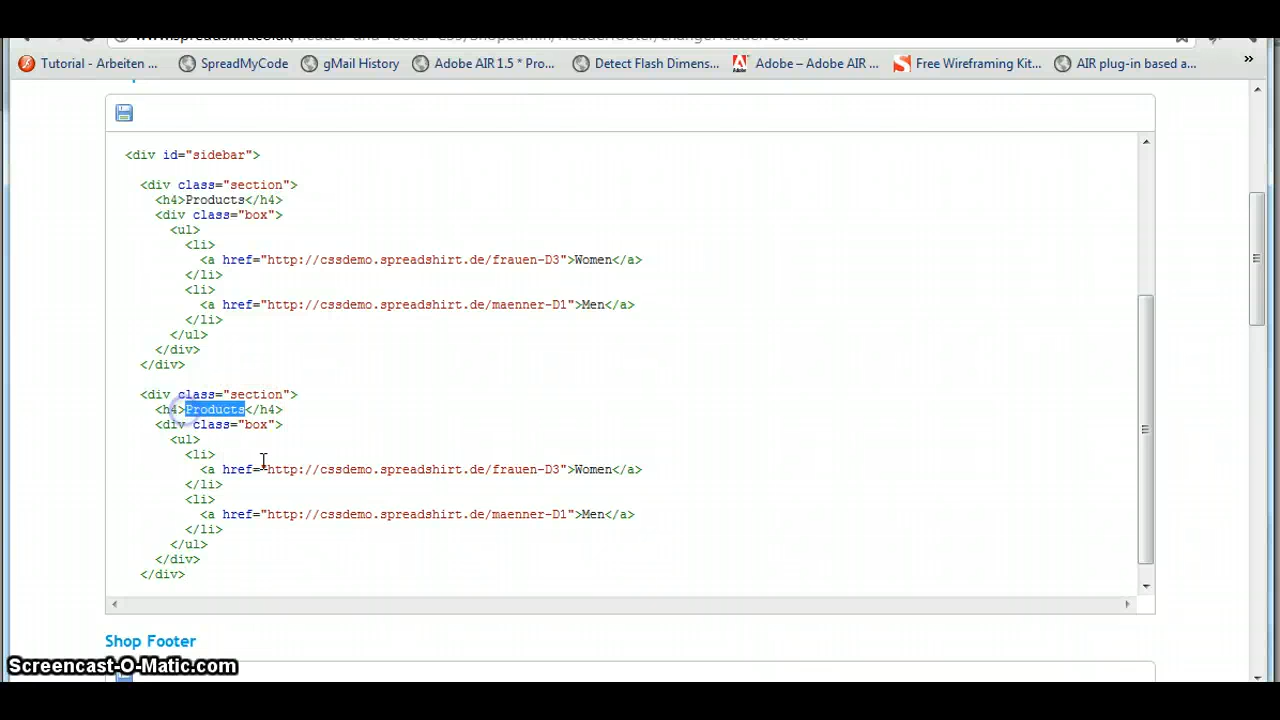 Tutorial - Arbeiten ... SpreadMyCode gMail History Adobe AIR 1.5 * Pro... Detect Flash Dimens... Adobe – Adobe AIR ... Free Wireframing Kit... AIR plug-in based a... »
<div id="sidebar">
<div class="section">
<h4>Products</h4>
<div class="box">
<ul>
<li>
<a href="http://cssdemo.spreadshirt.de/frauen-D3">Women</a>
</li>
<li>
<a href="http://cssdemo.spreadshirt.de/maenner-D1">Men</a>
</li>
</ul>
</div>
</div>
<div class="section">
<h4>Products</h4>
<div class="box">
<ul>
<li>
<a href="http://cssdemo.spreadshirt.de/frauen-D3">Women</a>
</li>
<li>
<a href="http://cssdemo.spreadshirt.de/maenner-D1">Men</a>
</li>
</ul>
</div>
</div>
Shop Footer
Screencast-O-Matic.com